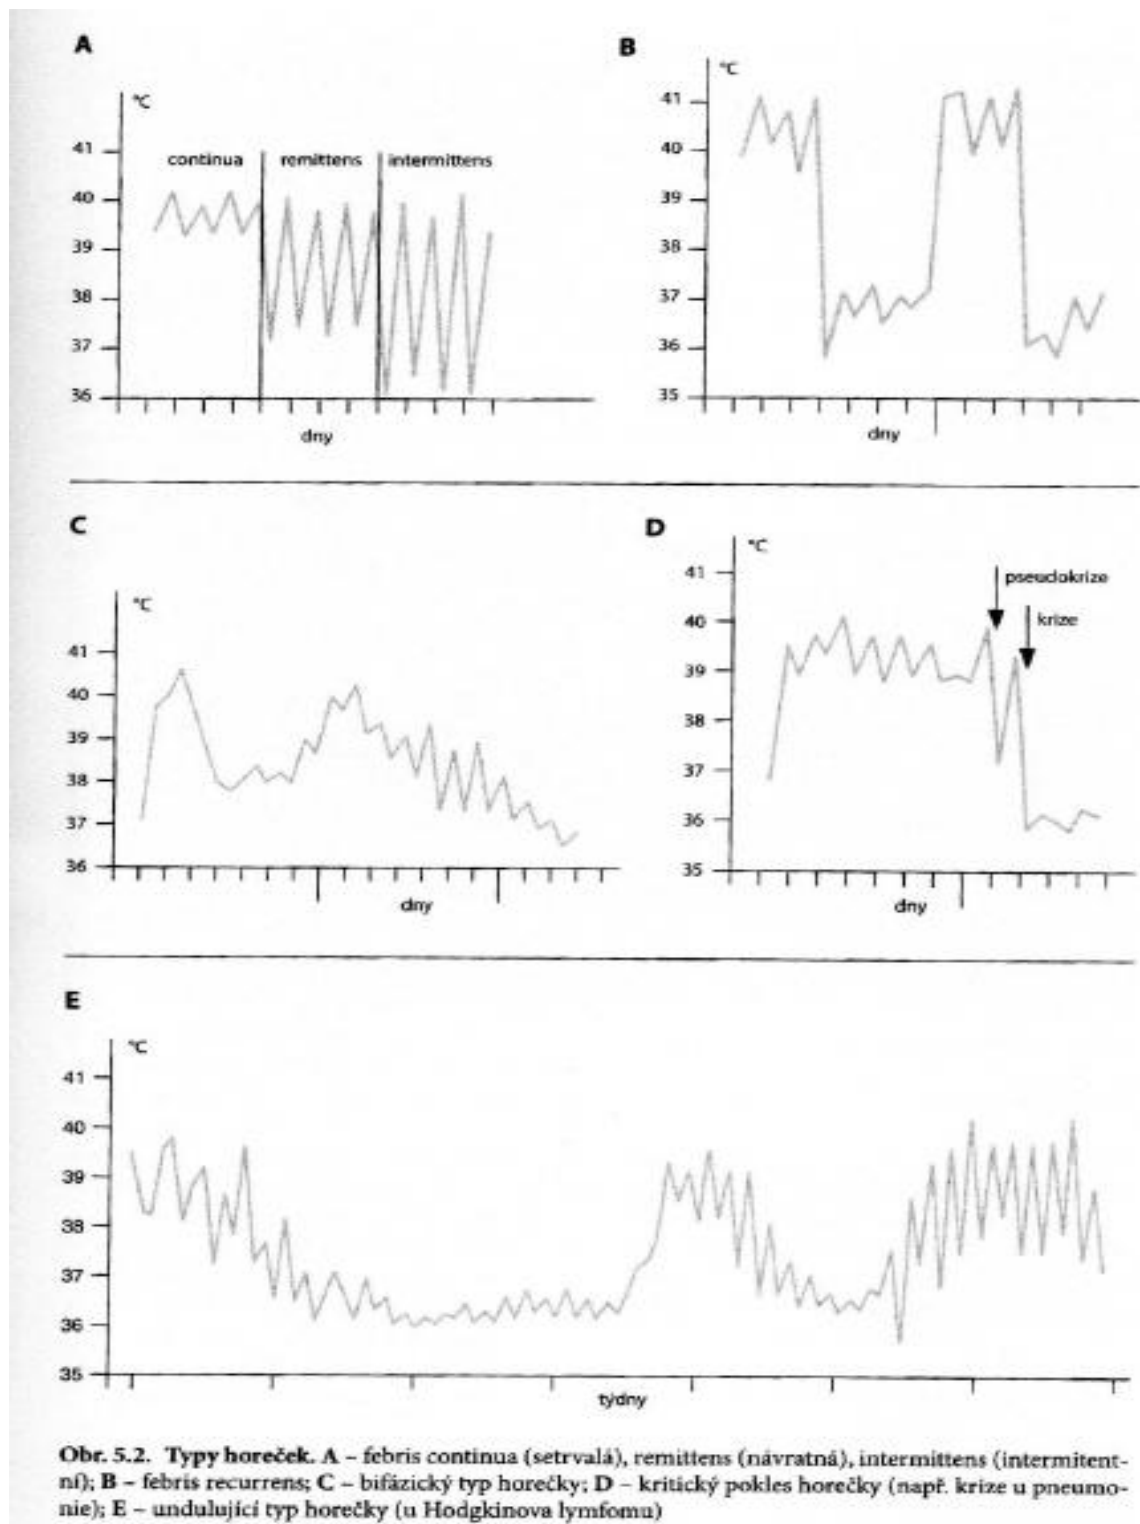 A
°C
41
40
39
38
37
36
continua
remittens
intermittens
dny
B
°C
41
40
39
38
37
36
35
dny
C
°C
41
40
39
38
37
36
dny
D
°C
41
40
39
38
37
36
35
pseudokrize
krize
dny
E
°C
41
40
39
38
37
36
35
týdny
Obr. 5.2. Typy horeček. A – febris continua (setrvalá), remittens (návratná), intermittens (intermitent-
ní); B – febris recurrens; C – bifázický typ horečky; D – kritický pokles horečky (např. krize u pneumo-
nie); E – undulující typ horečky (u Hodgkinova lymfomu)